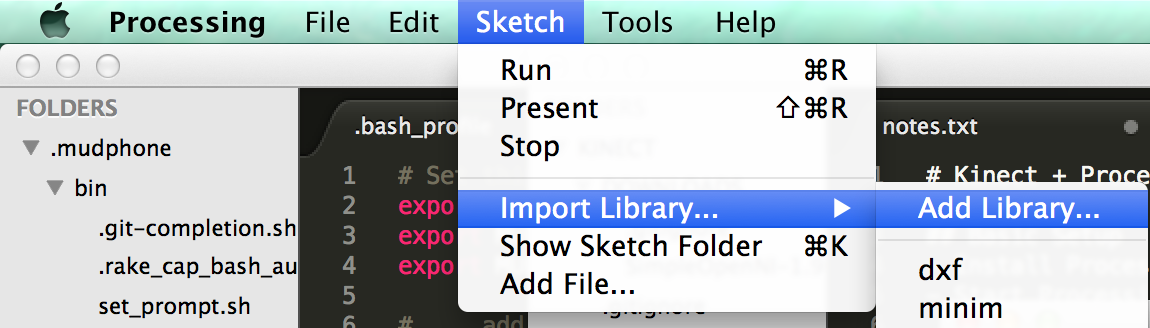 Processing File Edit Sketch Tools Help
Run ⌘R
Present ⇧⌘R
Stop
Import Library... ▶
Show Sketch Folder ⌘K
Add File...
Add Library...
dxf
minim
FOLDERS
.mudphone
bin
.git-completion.sh
.rake_cap_bash_au
set_prompt.sh
.bash_pro
1 # Se
2 expo
3 expo
4 expo
5
6 # add
notes.txt
# Kinect + Proce